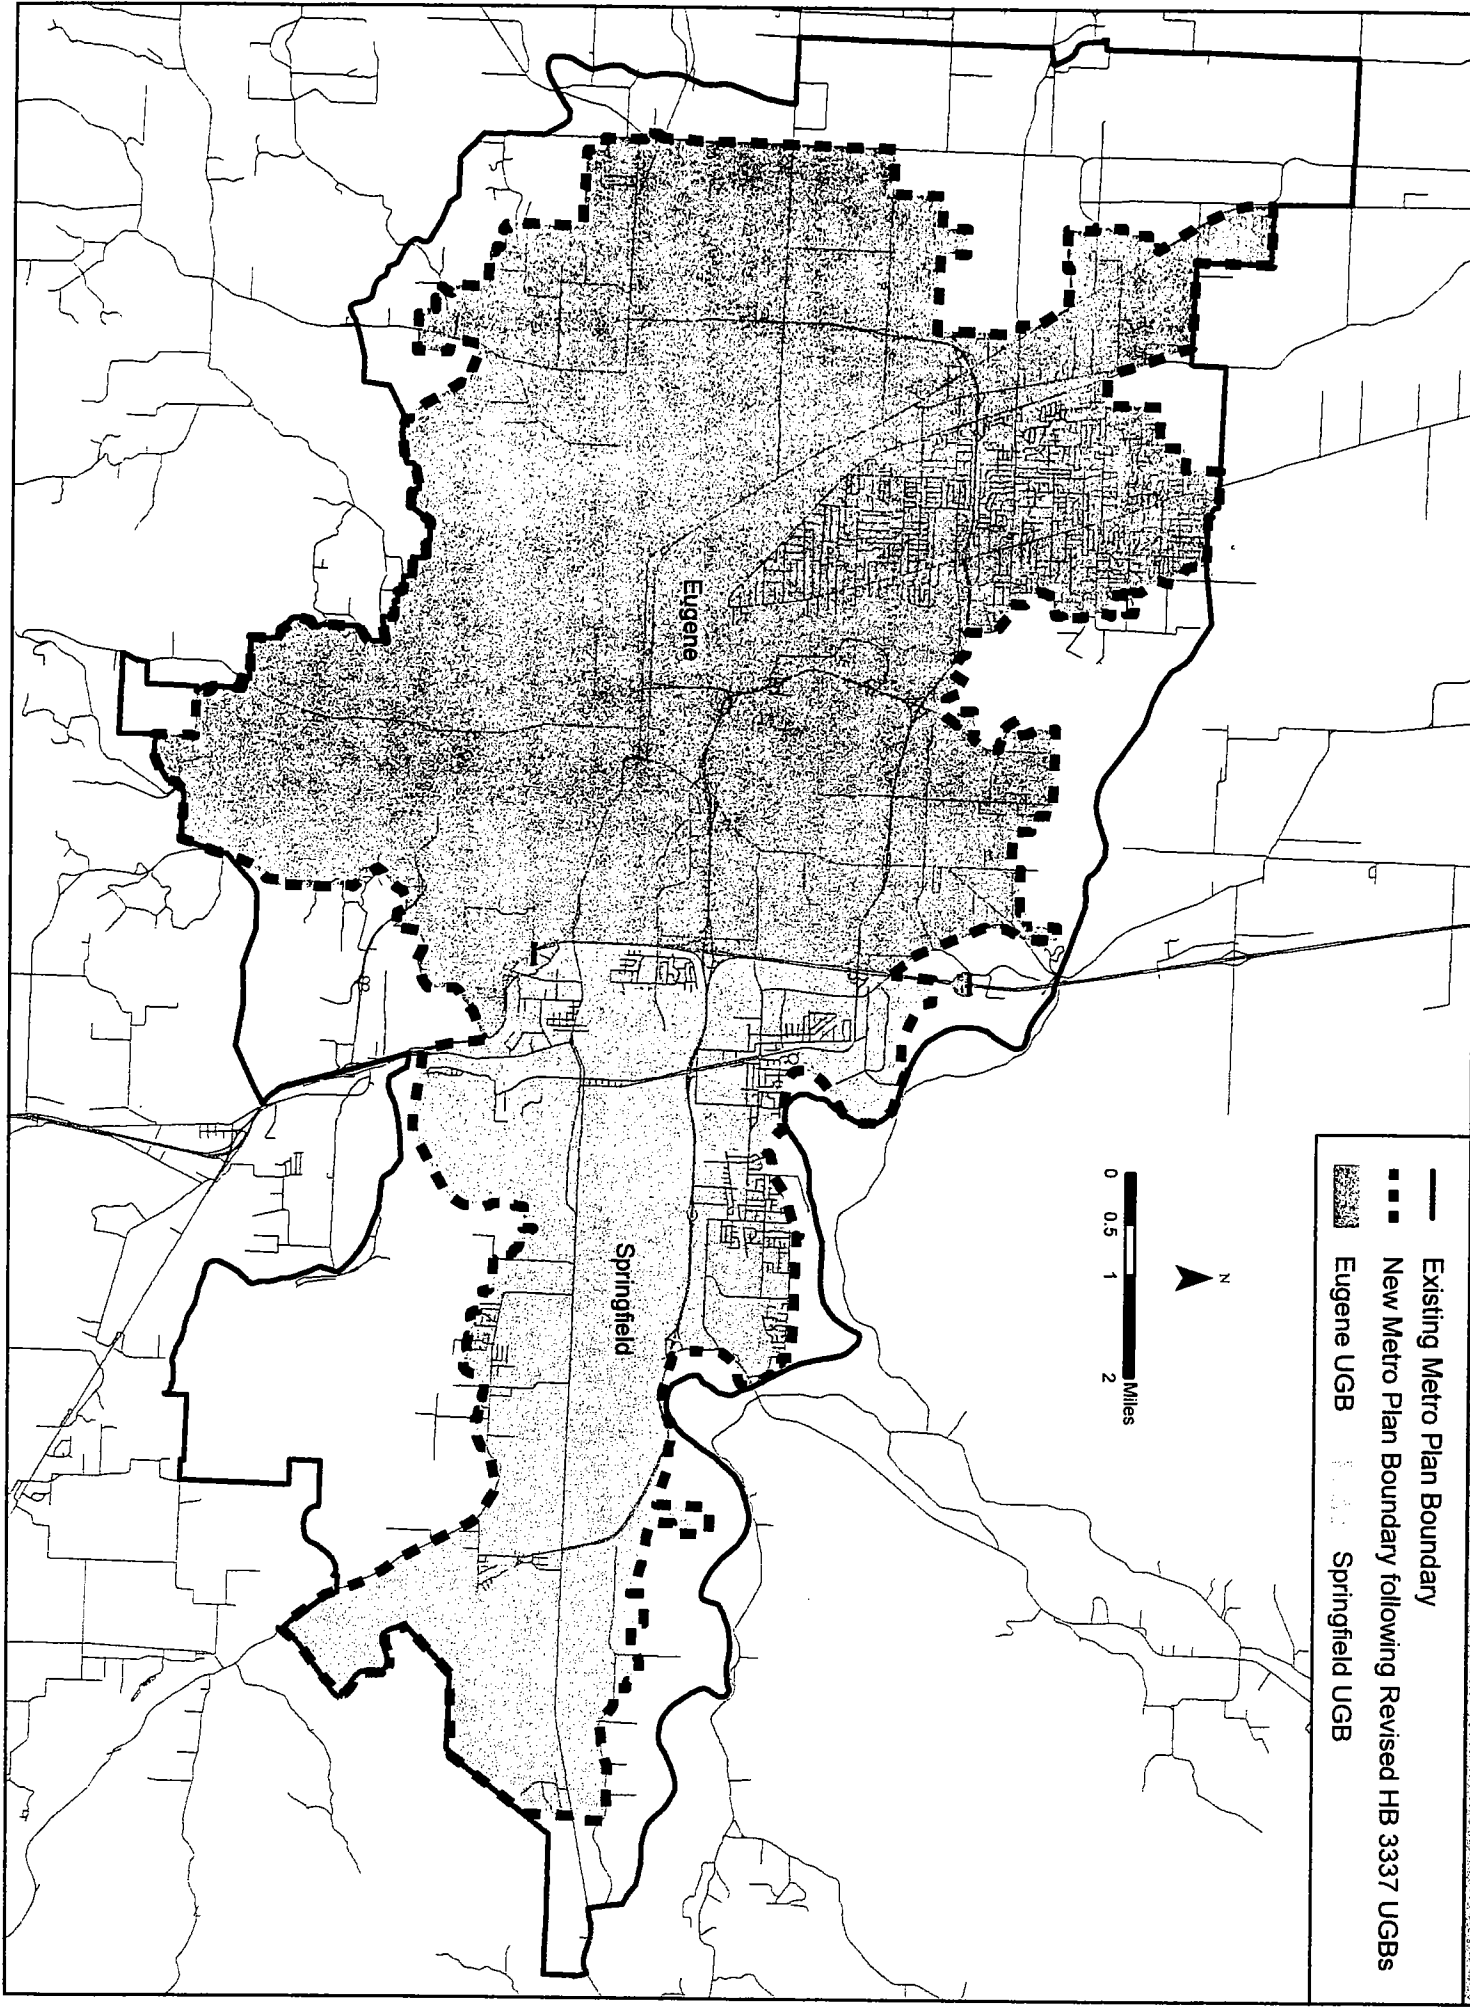 Existing Metro Plan Boundary
New Metro Plan Boundary following Revised HB 3337 UGBs
Eugene UGB
Springfield UGB
N
0 0.5 1 2
Miles
Eugene
Springfield